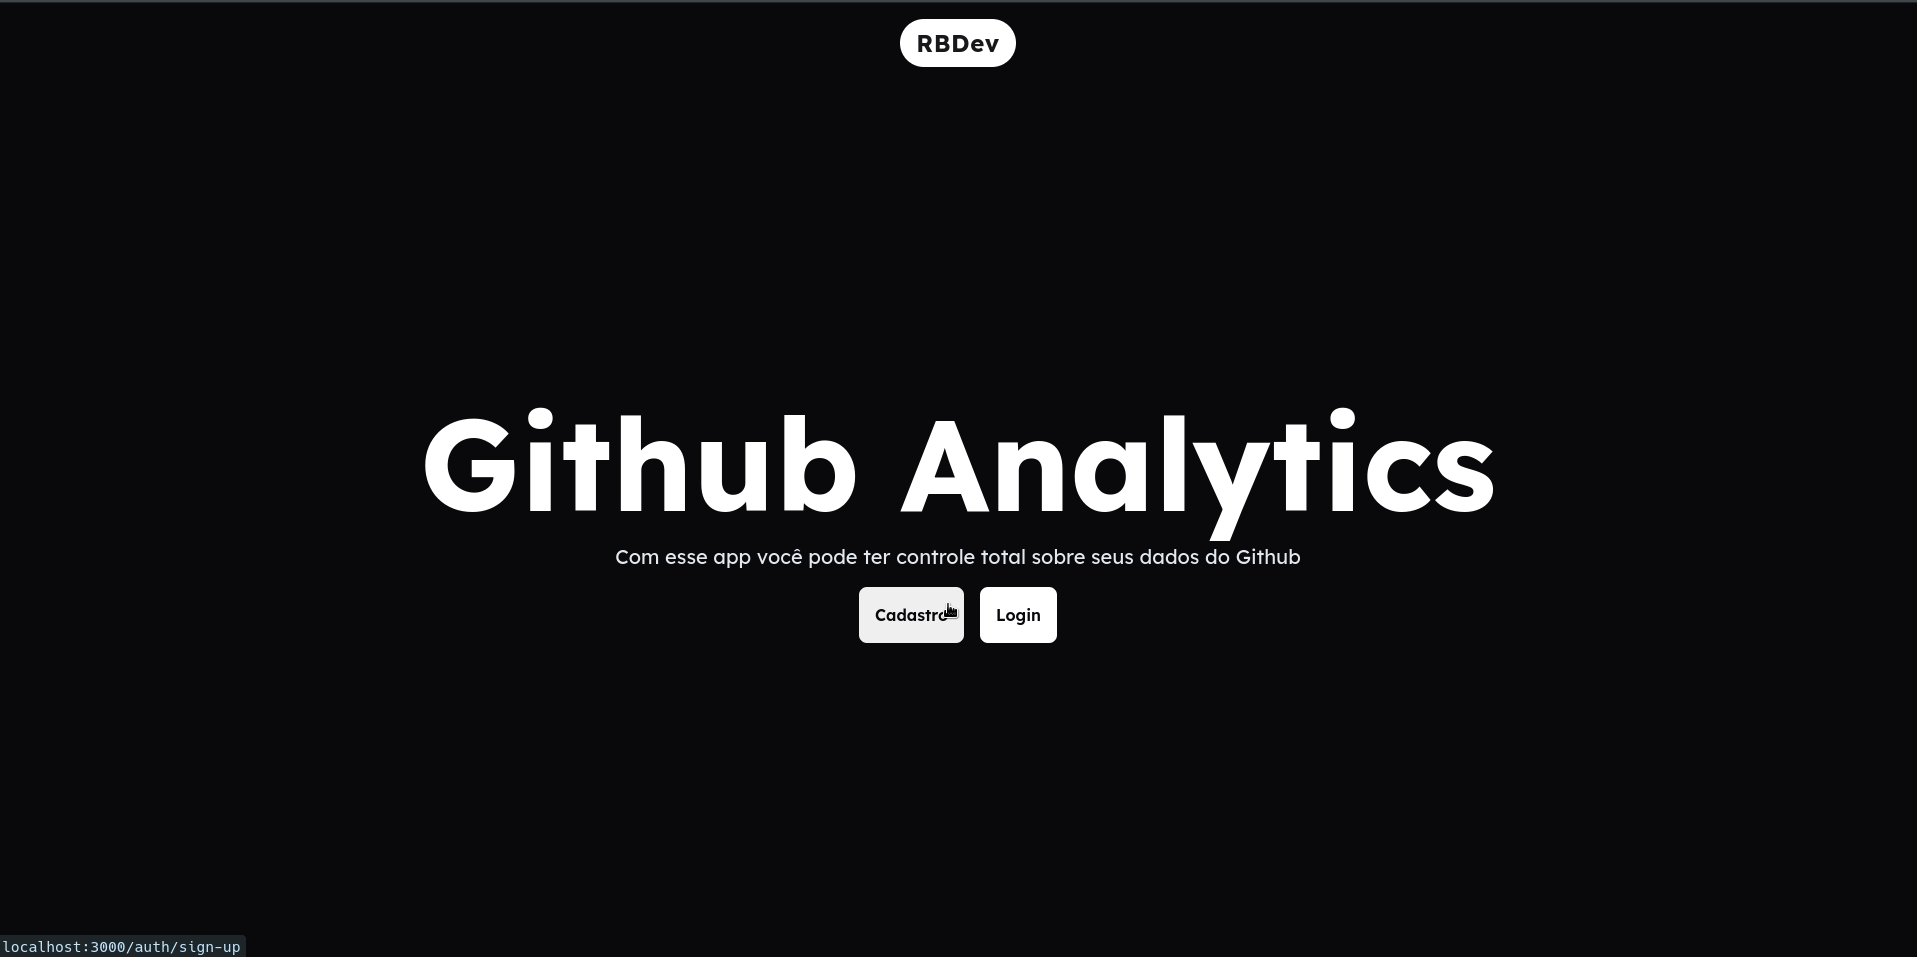 RBDev
Github Analytics
Com esse app você pode ter controle total sobre seus dados do Github
Cadastro Login
localhost:3000/auth/sign-up